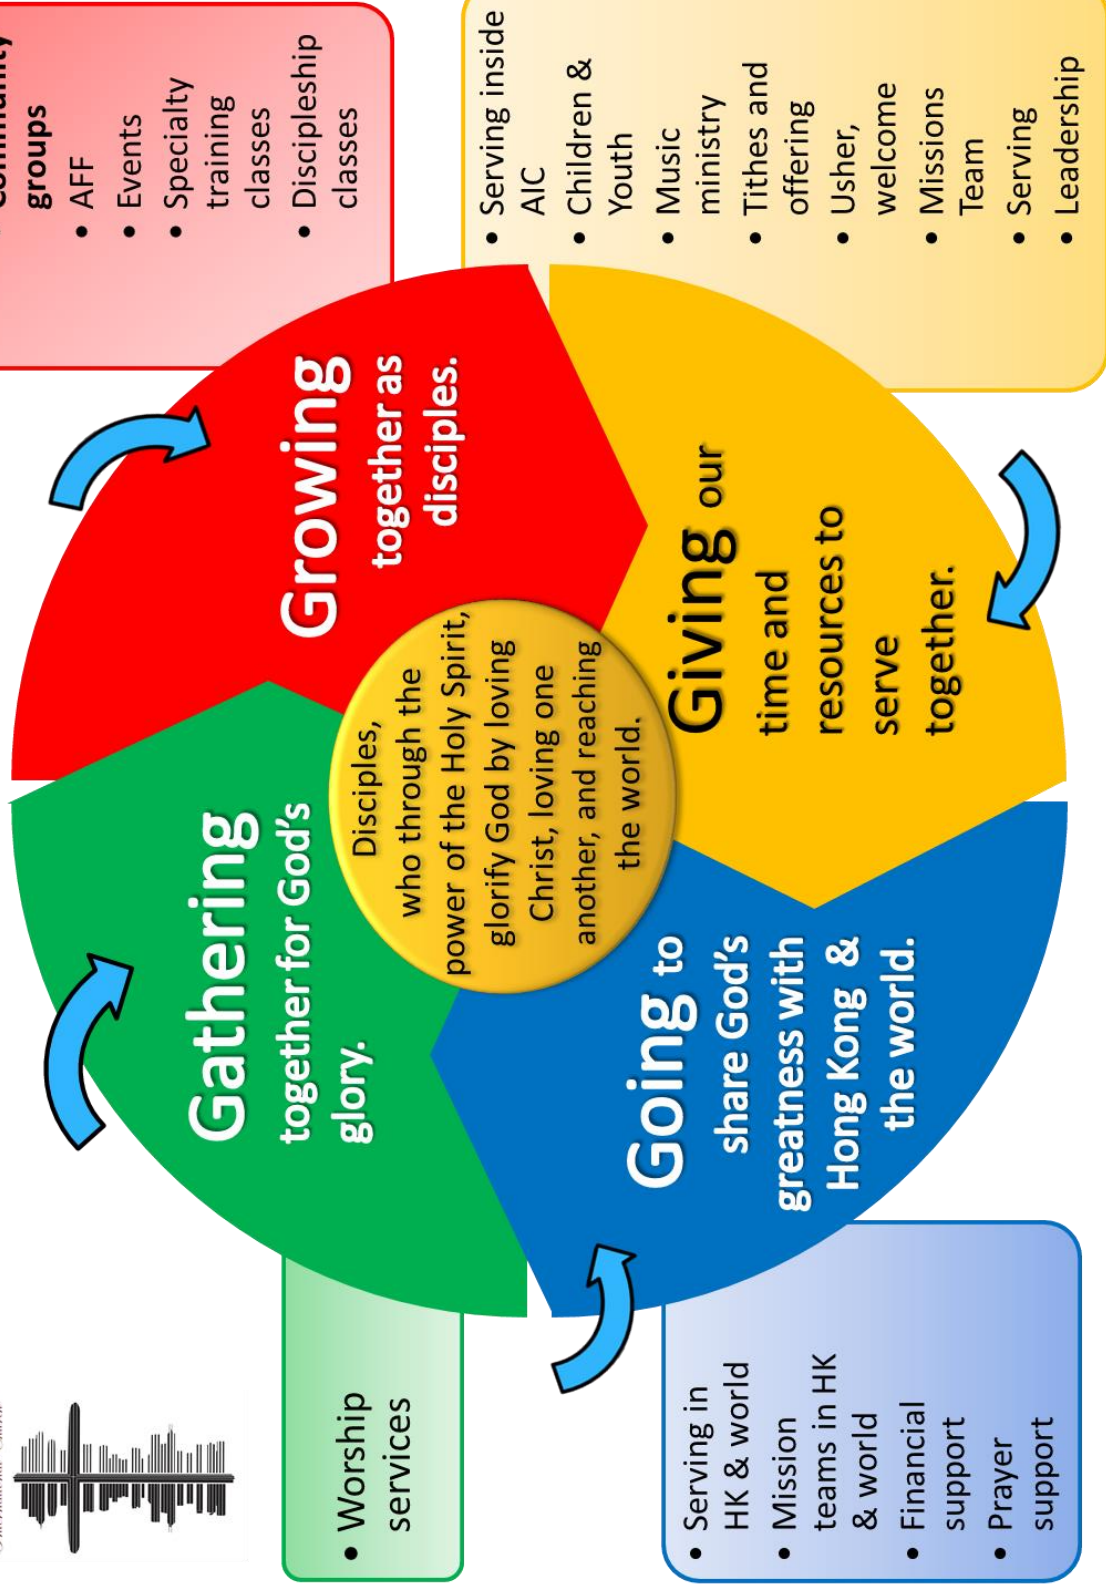 Gathering
together for God's
glory.
Growing
together as
disciples.
Giving our
time and
resources to
serve
together.
Going to
share God's
greatness with
Hong Kong &
the world.
Disciples,
who through the
power of the Holy Spirit,
glorify God by loving
Christ, loving one
another, and reaching
the world.
• Worship
services
groups
• AFF
• Events
• Specialty
training
classes
• Discipleship
classes
• Serving inside
AIC
• Children &
Youth
• Music
ministry
• Tithes and
offering
• Usher,
welcome
• Missions
Team
• Serving
• Leadership
• Serving in
HK & world
• Mission
teams in HK
& world
• Financial
support
• Prayer
support